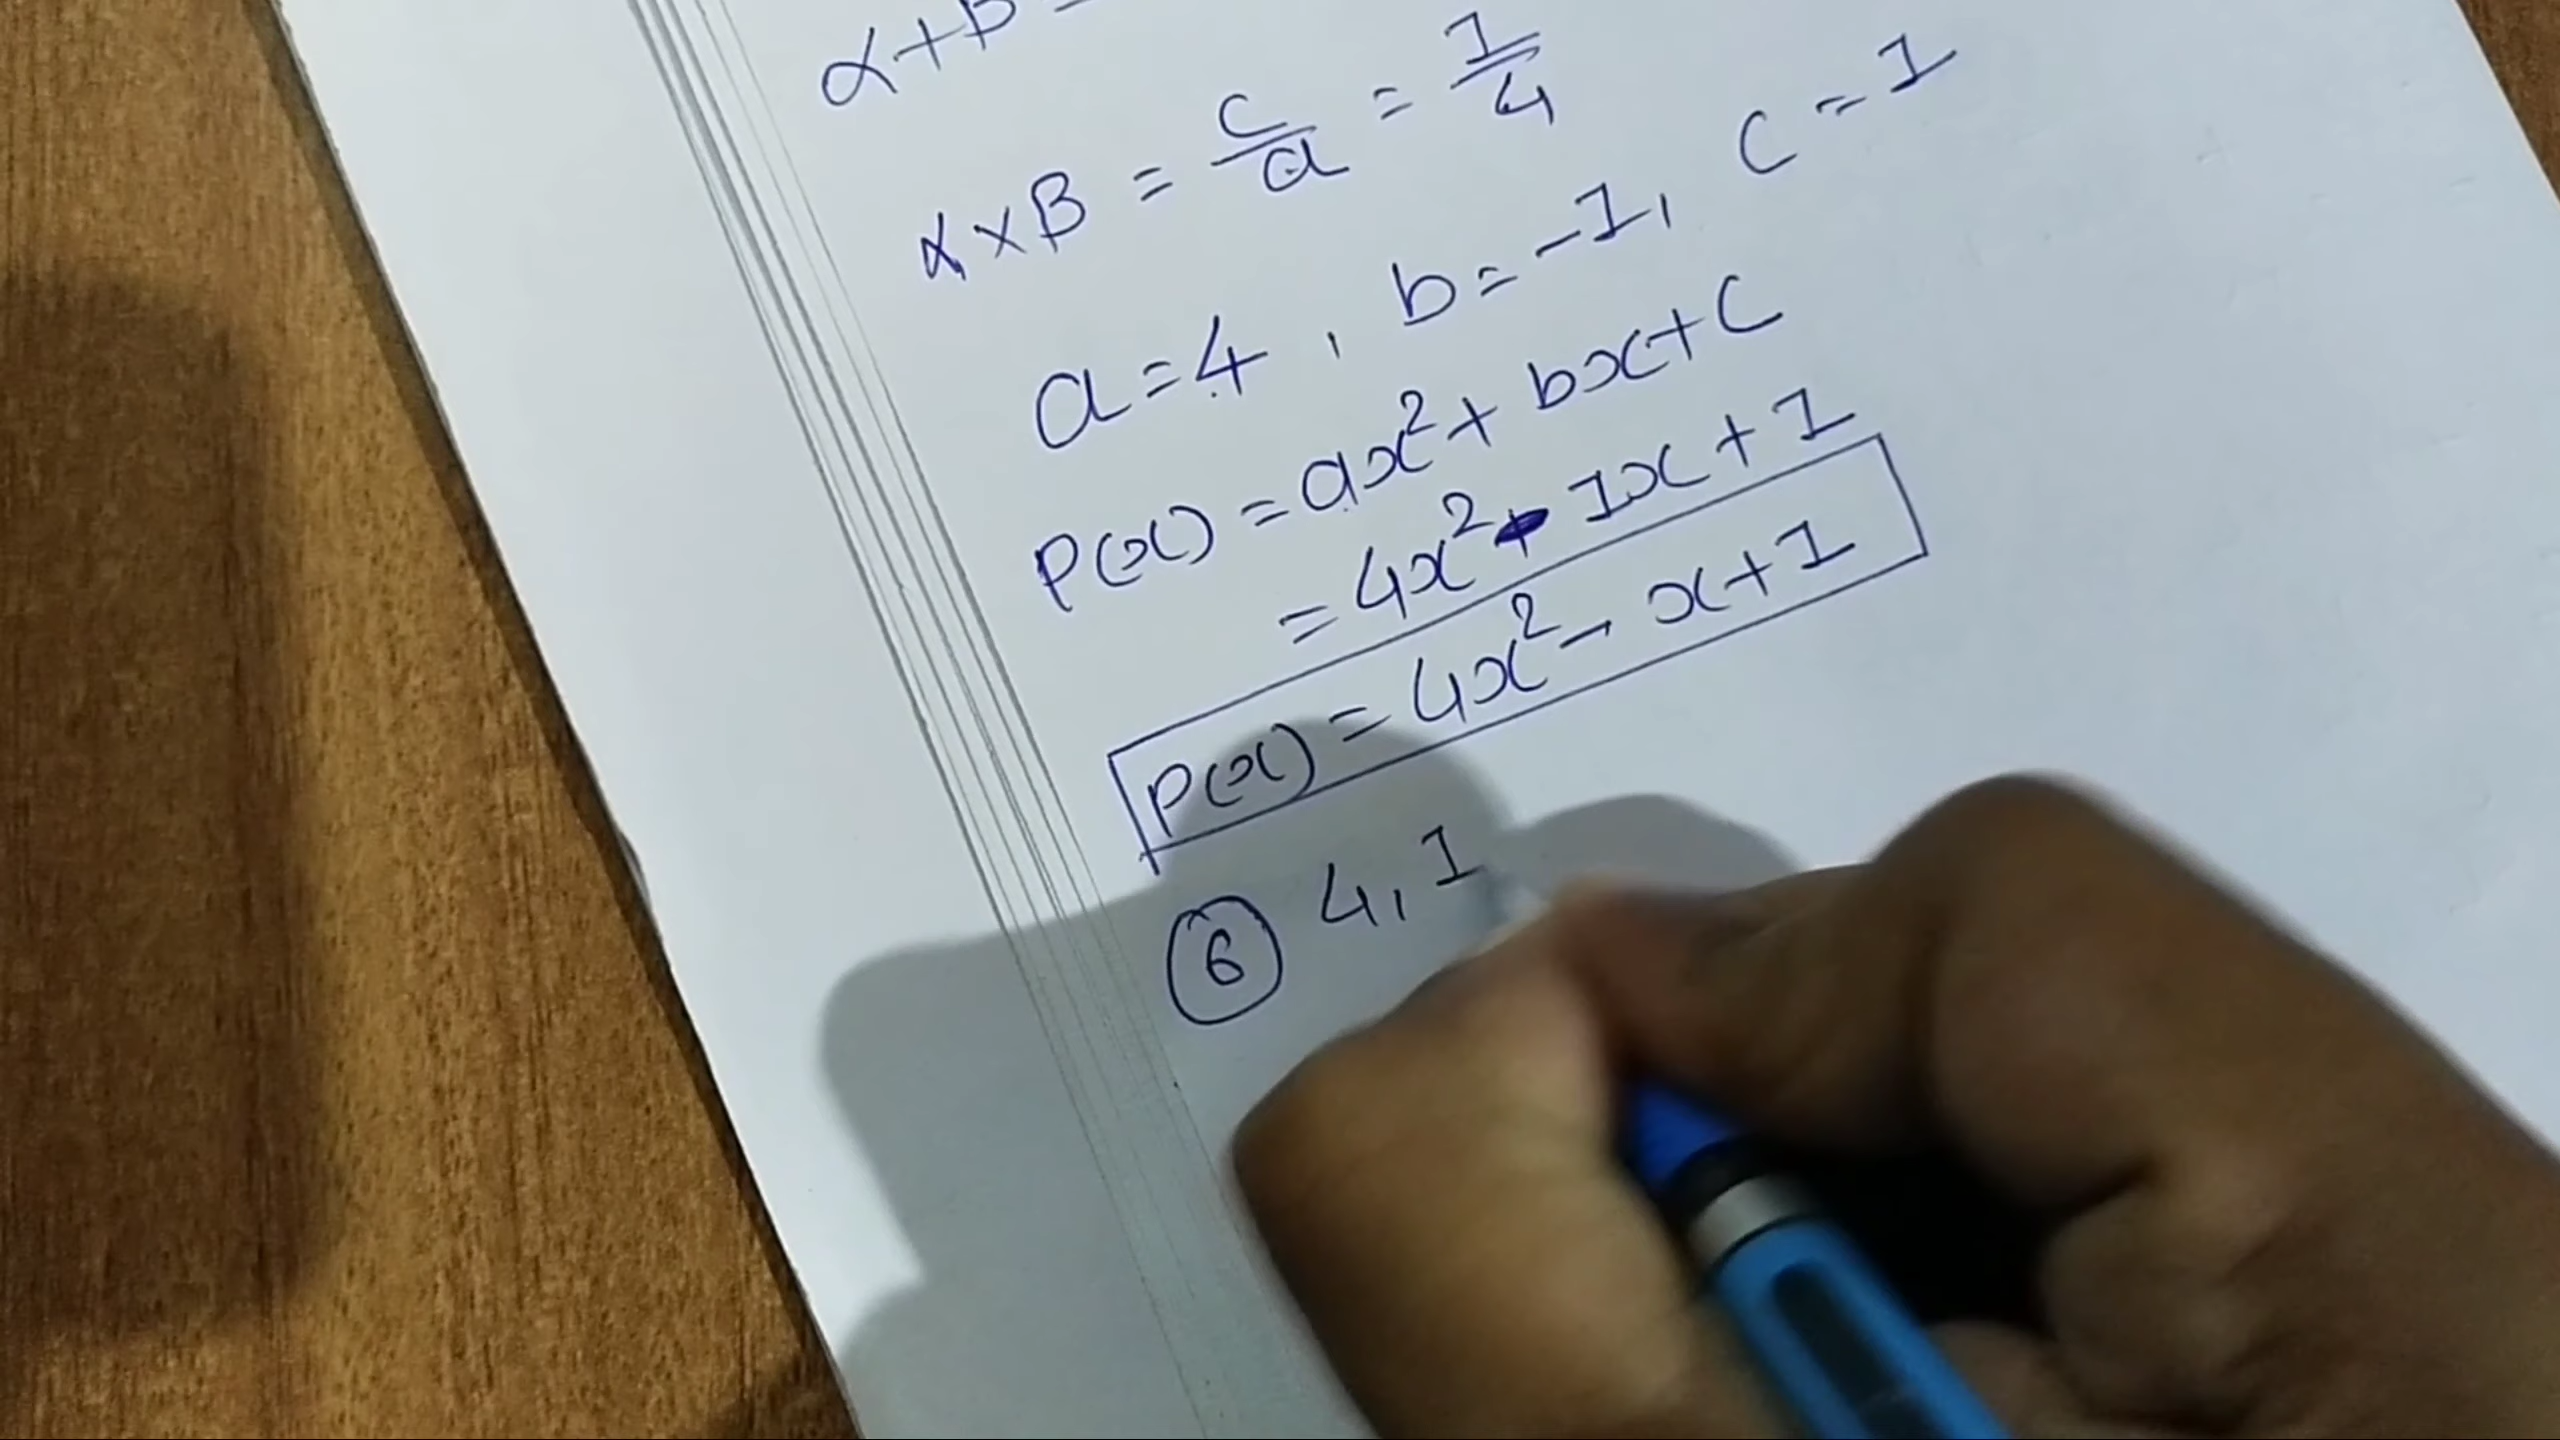 α+β =
α×β = c/a = 1/4
a=4, b=-1, c=1
P(x) = ax²+bx+c
= 4x² - 1x+1
P(x) = 4x² - x+1
⑥ 4, 1